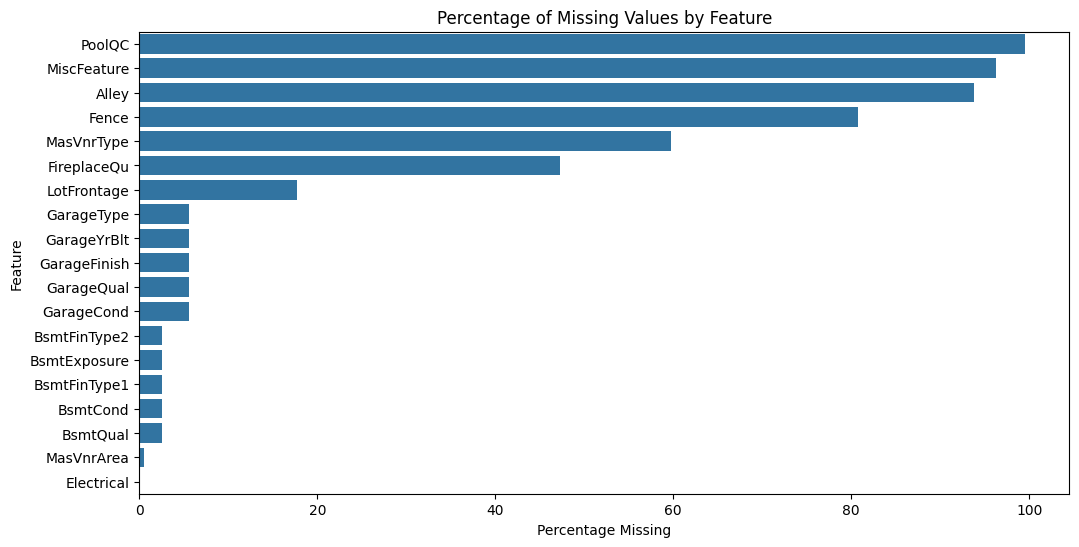 Percentage of Missing Values by Feature
PoolQC
MiscFeature
Alley
Fence
MasVnrType
FireplaceQu
LotFrontage
GarageType
GarageYrBlt
GarageFinish
GarageQual
GarageCond
BsmtFinType2
BsmtExposure
BsmtFinType1
BsmtCond
BsmtQual
MasVnrArea
Electrical
Feature
0 20 40 60 80 100
Percentage Missing